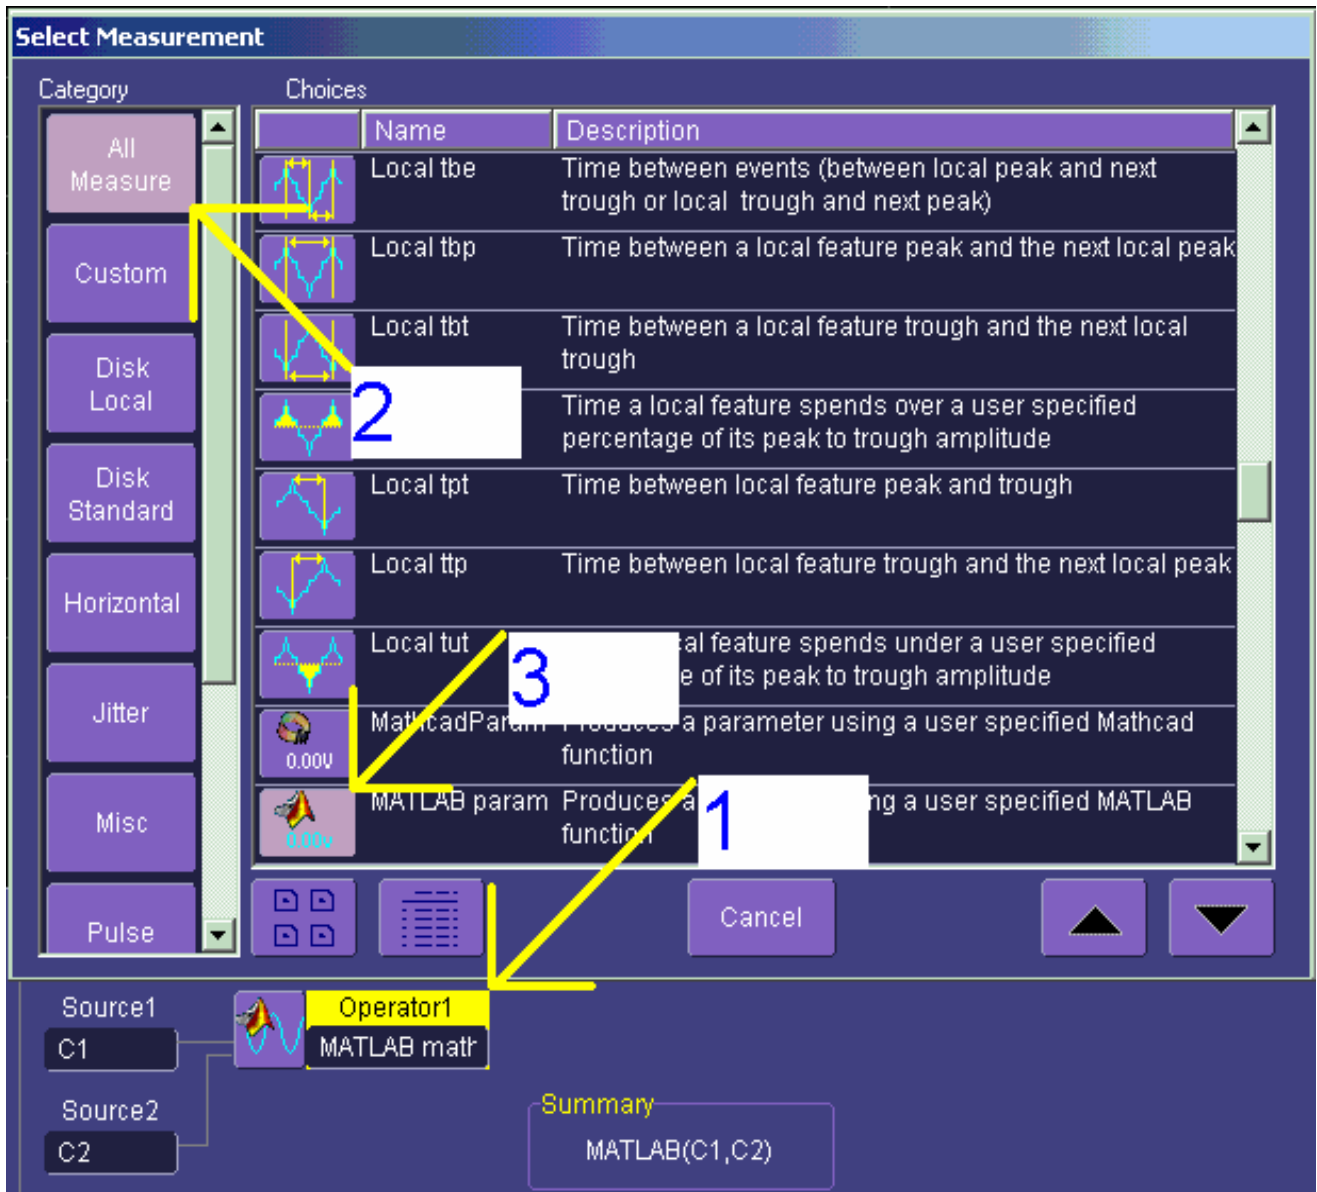 Select Measurement
Category
Choices
All
Measure
Custom
Disk
Local
Disk
Standard
Horizontal
Jitter
Misc
Pulse
Name
Description
Local tbe
Time between events (between local peak and next
trough or local trough and next peak)
Local tbp
Time between a local feature peak and the next local peak
Local tbt
Time between a local feature trough and the next local
trough
2
Time a local feature spends over a user specified
percentage of its peak to trough amplitude
Local tpt
Time between local feature peak and trough
Local ttp
Time between local feature trough and the next local peak
Local tut
3
feature spends under a user specified
of its peak to trough amplitude
0.00V
MathcadParam
Produces a parameter using a user specified Mathcad
function
0.00v
MATLAB param
Produces a
1
a user specified MATLAB
function
Cancel
Source1
C1
Operator1
MATLAB math
Source2
C2
Summary
MATLAB(C1,C2)